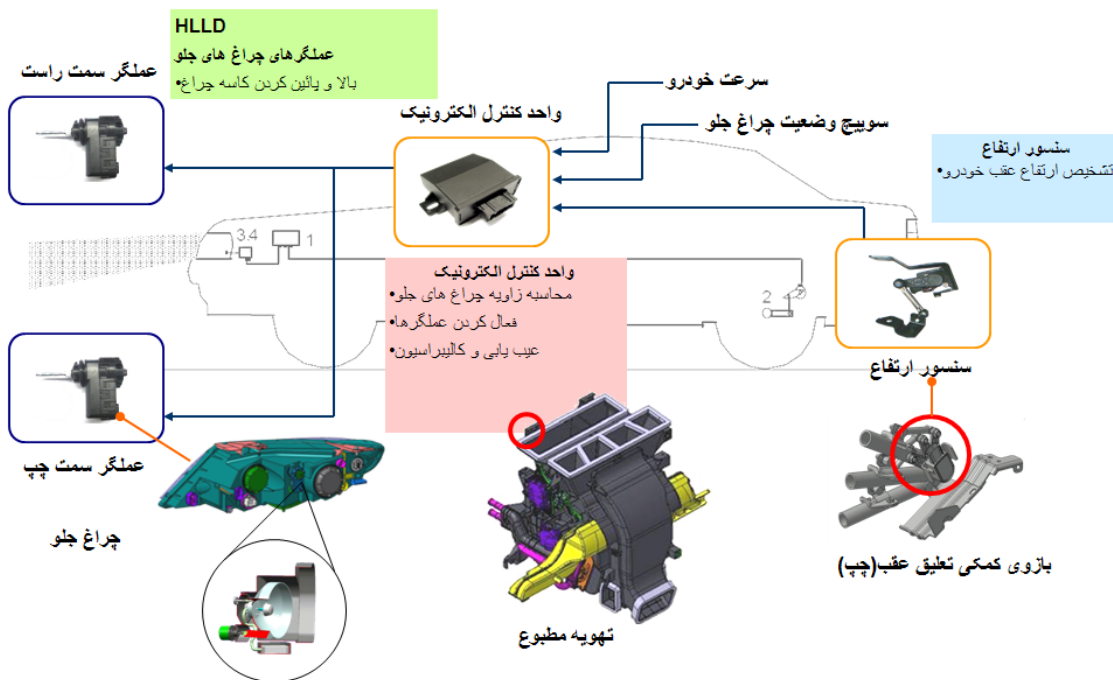 HLLD
عملگرهای چراغ های جلو
•بالا و پائین کردن کاسه چراغ
عملگر سمت راست
واحد کنترل الکترونیک
سرعت خودرو
سوییچ وضعیت چراغ جلو
سنسور ارتفاع
•تشخیص ارتفاع عقب خودرو
3,4
1
2
واحد کنترل الکترونیک
•محاسبه زاویه چراغ های جلو
•فعال کردن عملگرها
•عیب یابی و کالیبراسیون
سنسور ارتفاع
عملگر سمت چپ
چراغ جلو
تهویه مطبوع
بازوی کمکی تعلیق عقب(چپ)